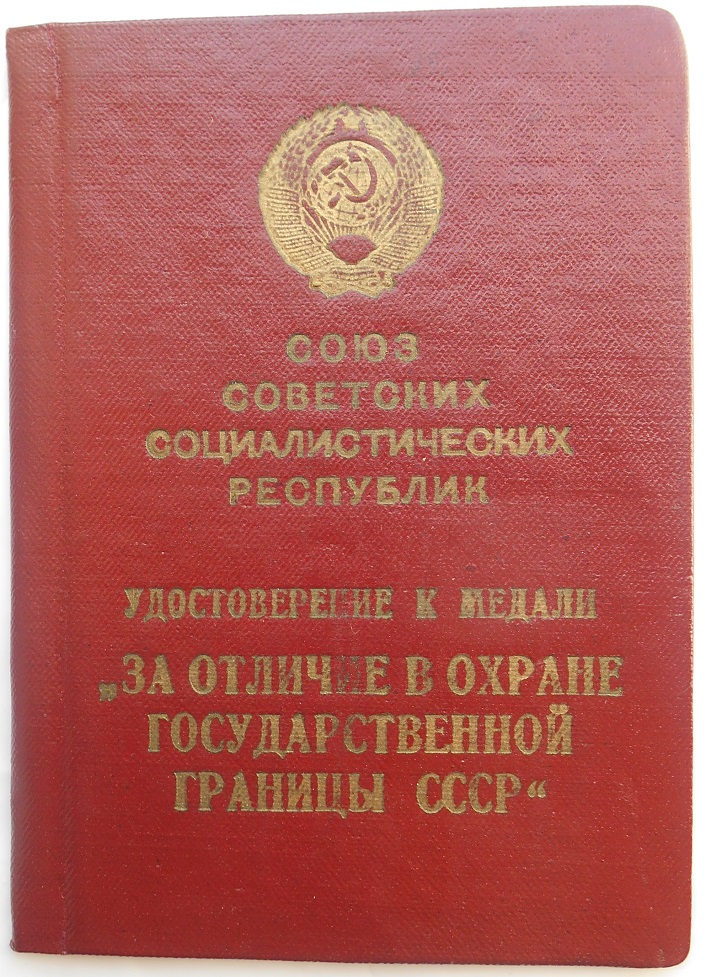 СОЮЗ
СОВЕТСКИХ
СОЦИАЛИСТИЧЕСКИХ
РЕСПУБЛИК
УДОСТОВЕРЕНИЕ К МЕДАЛИ
„ЗА ОТЛИЧИЕ В ОХРАНЕ
ГОСУДАРСТВЕННОЙ
ГРАНИЦЫ СССР“